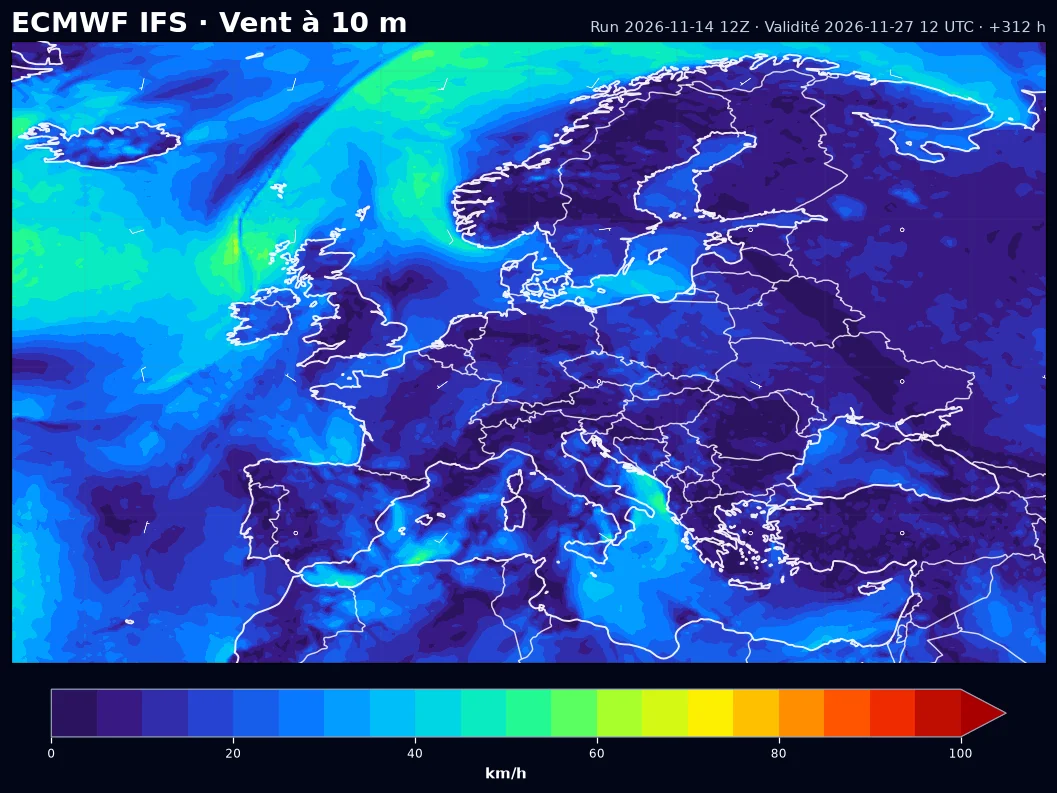 ECMWF IFS · Vent à 10 m
Run 2026-11-14 12Z · Validité 2026-11-27 12 UTC · +312 h
0 20 40 60 80 100
km/h